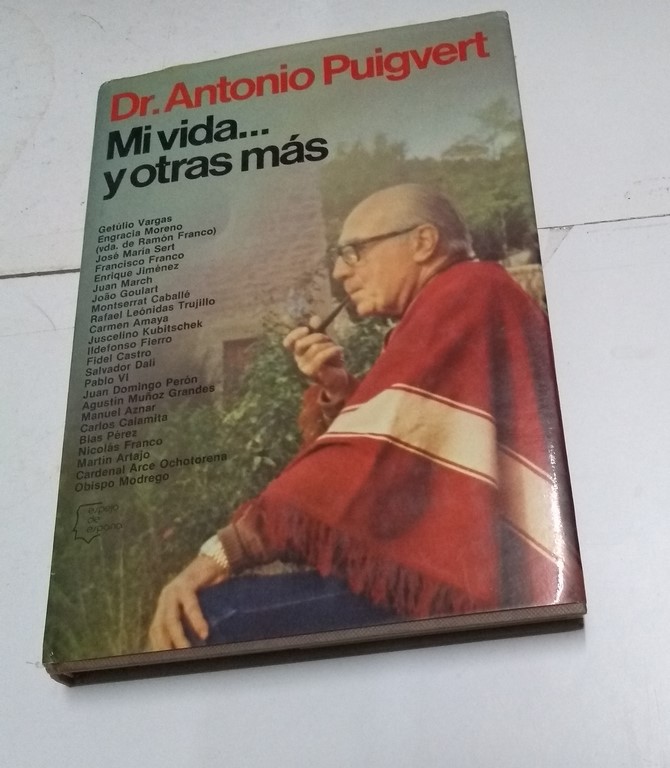 Dr. Antonio Puigvert
Mi vida...
y otras más
Getúlio Vargas
Engracia Moreno
(vda. de Ramón Franco)
José María Sert
Francisco Franco
Enrique Jiménez
Juan March
João Goulart
Montserrat Caballé
Rafael Leónidas Trujillo
Carmen Amaya
Juscelino Kubitschek
Ildefonso Fierro
Fidel Castro
Salvador Dalí
Pablo VI
Juan Domingo Perón
Agustín Muñoz Grandes
Manuel Aznar
Carlos Calamita
Blas Pérez
Nicolás Franco
Martín Artajo
Cardenal Arce Ochotorena
Obispo Modrego
espejo
de
españa